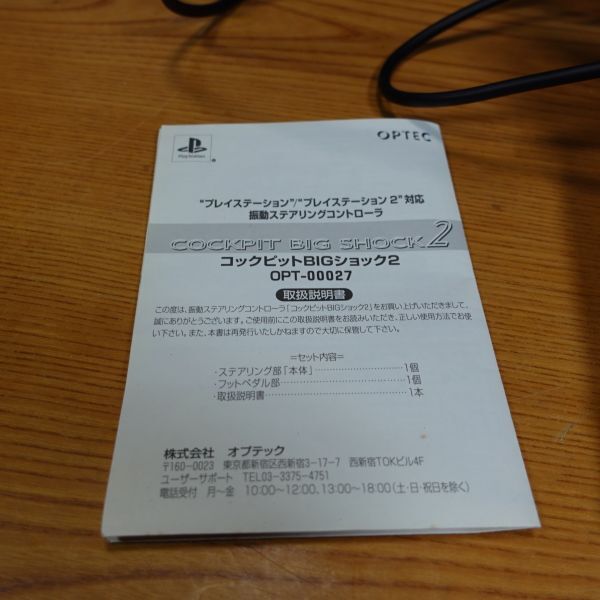 PlayStation
OPTEC
"プレイステーション"/"プレイステーション 2"対応
振動ステアリングコントローラ
COCKPIT BIG SHOCK2
コックピットBIGショック2
OPT-00027
取扱説明書
この度は、振動ステアリングコントローラ「コックピットBIGショック2」をお買い上げいただきまして、
誠にありがとうございます。ご使用前にこの取扱説明書をお読みいただき、正しい使用方法でお使
い下さい。また、本書は再発行いたしかねますので大切に保管して下さい。
=セット内容=
・ステアリング部「本体」……………………1個
・フットペダル部……………………………1個
・取扱説明書…………………………………1本
株式会社 オプテック
〒160-0023 東京都新宿区西新宿3-17-7 西新宿TOKビル4F
ユーザーサポート TEL03-3375-4751
電話受付 月〜金 10:00〜12:00、13:00〜18:00(土・日・祝日を除く)